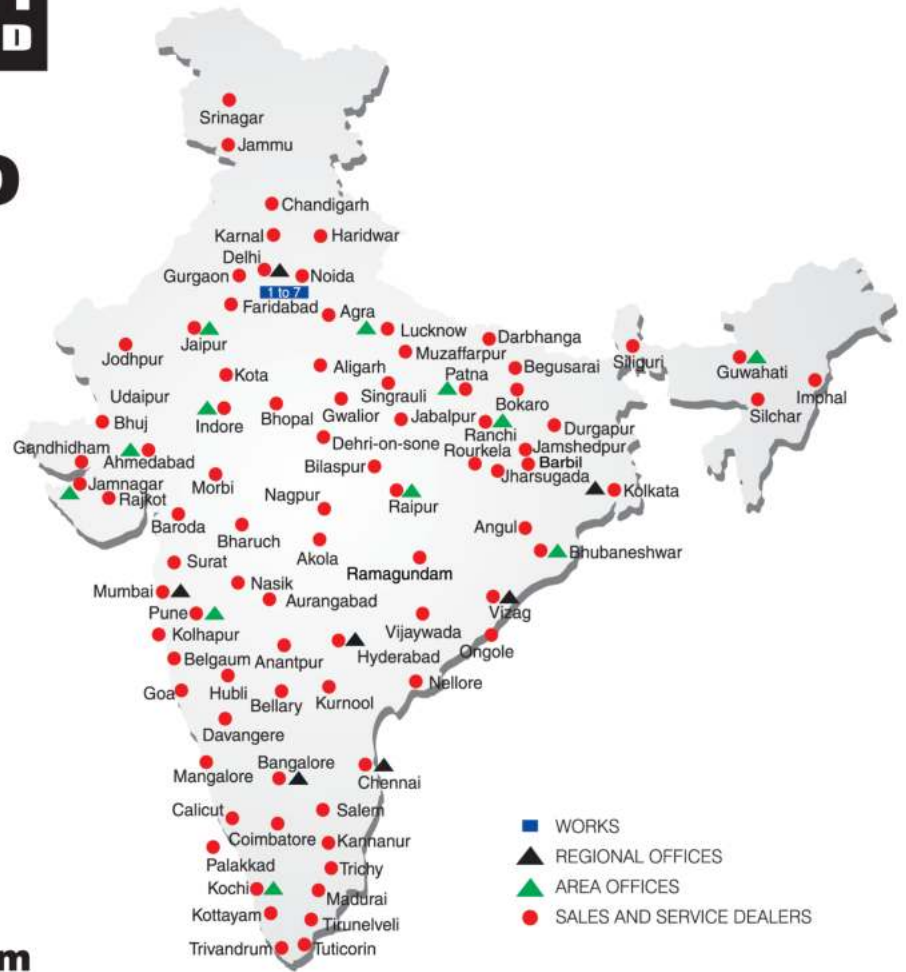 D
Srinagar
Jammu
Chandigarh
Karnal
Haridwar
Delhi
Gurgaon
Noida
1 to 7
Faridabad
Agra
Jaipur
Lucknow
Darbhanga
Jodhpur
Muzaffarpur
Siliguri
Guwahati
Kota
Aligarh
Patna
Begusarai
Udaipur
Singrauli
Bokaro
Imphal
Bhuj
Indore
Bhopal
Gwalior
Jabalpur
Ranchi
Durgapur
Silchar
Gandhidham
Ahmedabad
Dehri-on-sone
Rourkela
Jamshedpur
Jamnagar
Morbi
Bilaspur
Barbil
Jharsugada
Rajkot
Nagpur
Raipur
Kolkata
Baroda
Bharuch
Akola
Angul
Surat
Ramagundam
Bhubaneshwar
Mumbai
Nasik
Aurangabad
Pune
Vizag
Kolhapur
Vijaywada
Belgaum
Anantpur
Hyderabad
Ongole
Goa
Hubli
Bellary
Kurnool
Nellore
Davangere
Mangalore
Bangalore
Chennai
Calicut
Salem
Coimbatore
Kannanur
Palakkad
Trichy
Kochi
Madurai
Kottayam
Tirunelveli
Trivandrum
Tuticorin
WORKS
REGIONAL OFFICES
AREA OFFICES
SALES AND SERVICE DEALERS
m